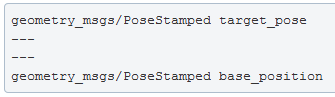 geometry_msgs/PoseStamped target_pose
---
---
geometry_msgs/PoseStamped base_position